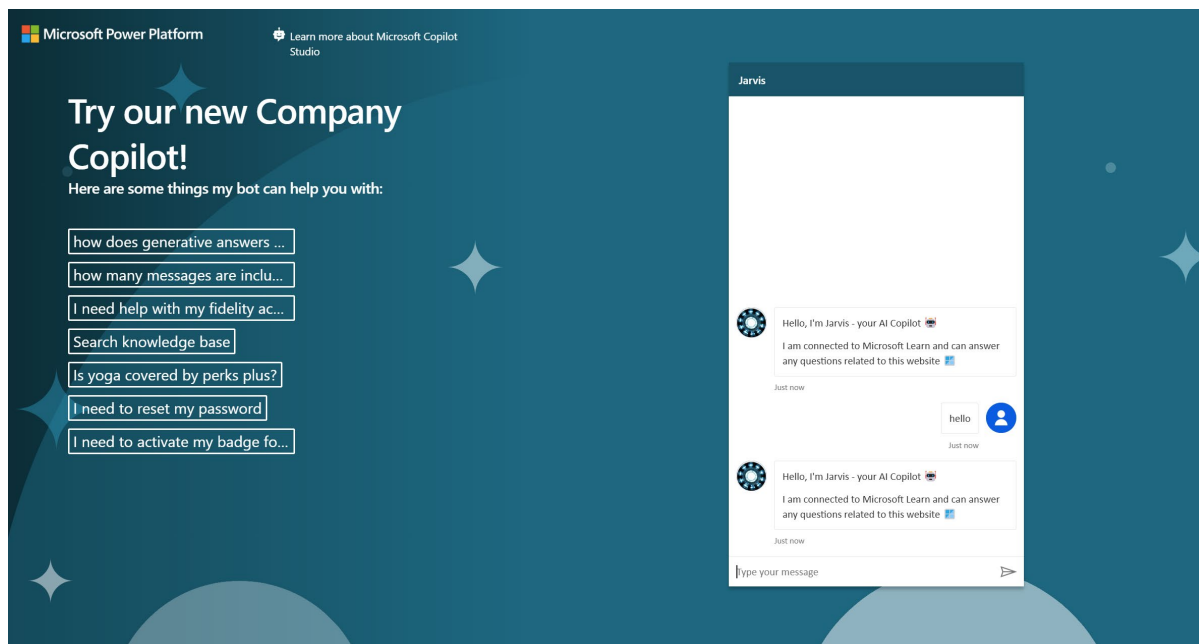 Microsoft Power Platform
Learn more about Microsoft Copilot
Studio
Try our new Company
Copilot!
Here are some things my bot can help you with:
how does generative answers ...
how many messages are inclu...
I need help with my fidelity ac...
Search knowledge base
Is yoga covered by perks plus?
I need to reset my password
I need to activate my badge fo...
Jarvis
Hello, I'm Jarvis - your AI Copilot
I am connected to Microsoft Learn and can answer
any questions related to this website
Just now
hello
Just now
Hello, I'm Jarvis - your AI Copilot
I am connected to Microsoft Learn and can answer
any questions related to this website
Just now
Type your message